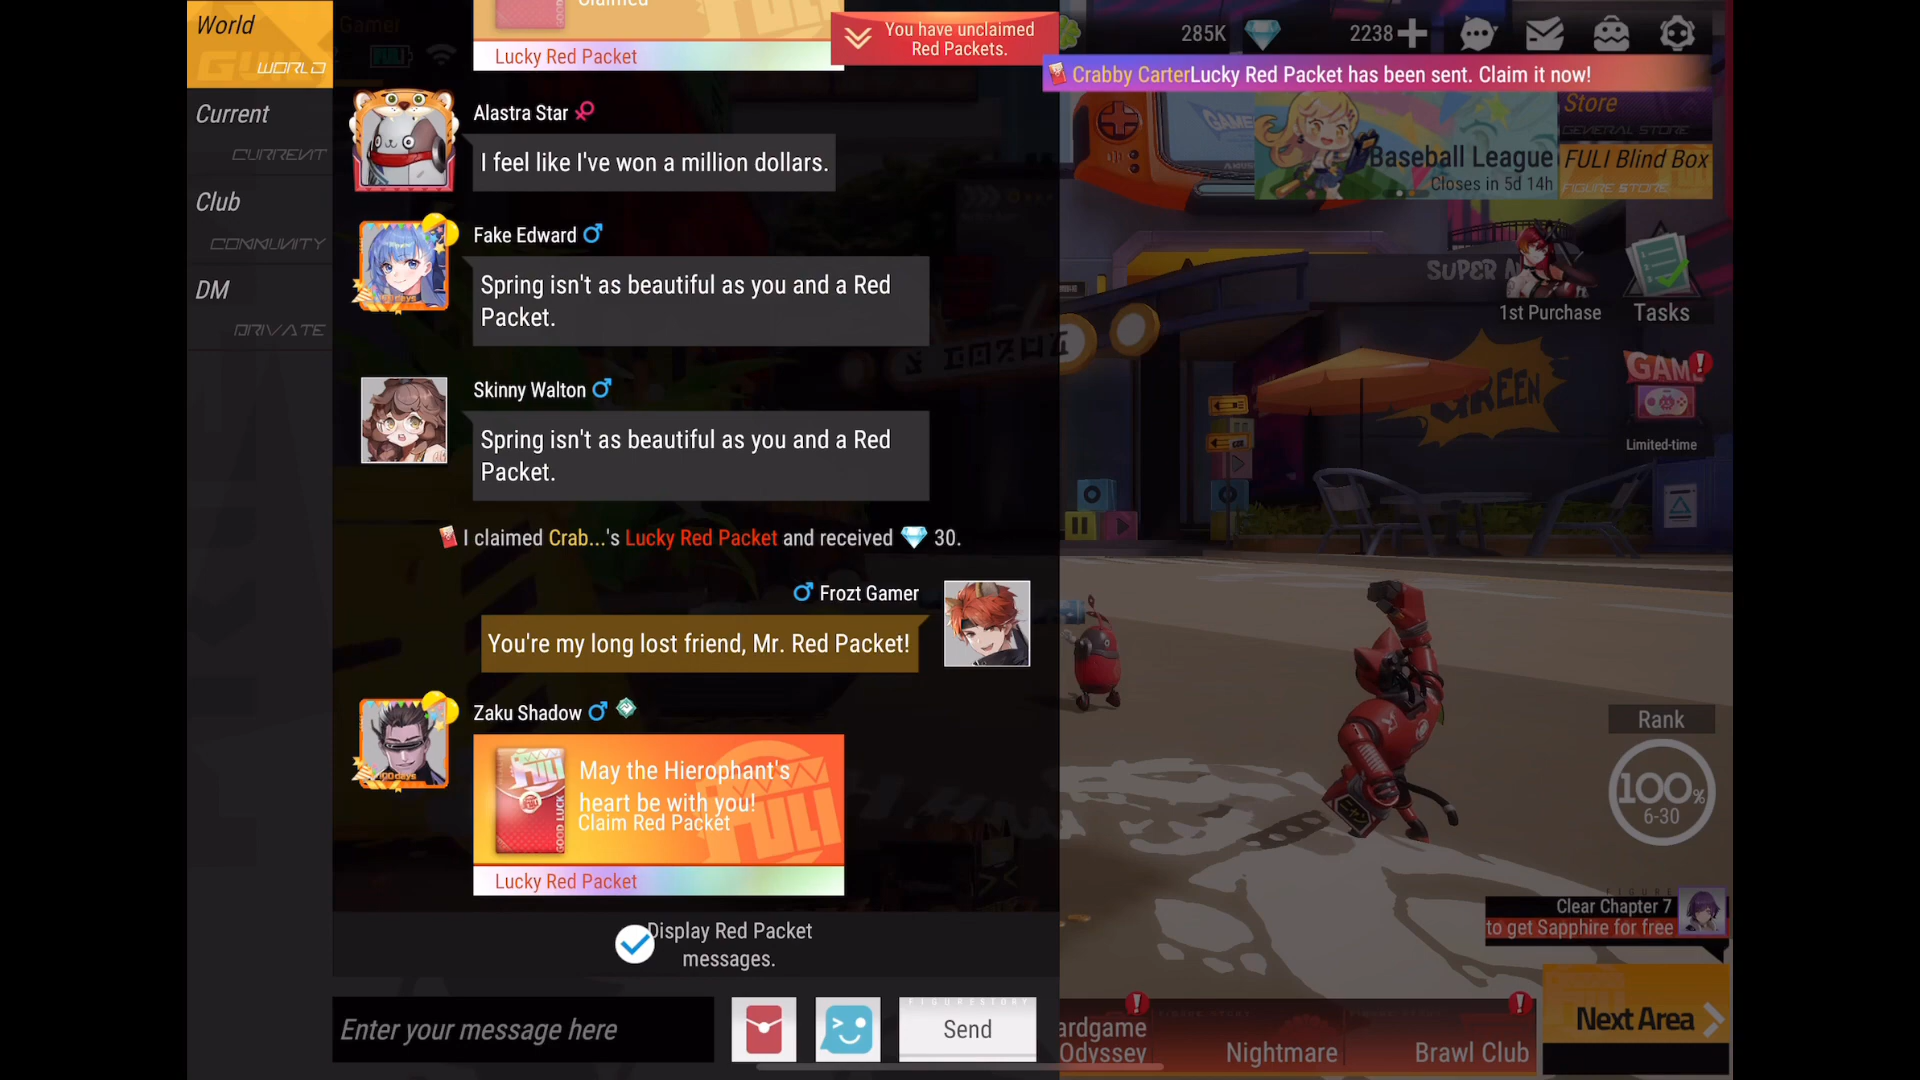 World
WORLD
Current
CURRENT
Club
COMMUNITY
DM
PRIVATE
Claimed
Lucky Red Packet
You have unclaimed
Red Packets.
285K
2238
Crabby CarterLucky Red Packet has been sent. Claim it now!
Alastra Star
I feel like I've won a million dollars.
Fake Edward
Spring isn't as beautiful as you and a Red
Packet.
Skinny Walton
Spring isn't as beautiful as you and a Red
Packet.
I claimed Crab...'s Lucky Red Packet and received 30.
Frozt Gamer
You're my long lost friend, Mr. Red Packet!
Zaku Shadow
100days
May the Hierophant's
heart be with you!
Claim Red Packet
GOOD LUCK
FULI
Lucky Red Packet
Display Red Packet
messages.
Enter your message here
Send
Store
GENERAL STORE
Baseball League
Closes in 5d 14h
FULI Blind Box
FIGURE STORE
SUPER
1st Purchase
Tasks
GAME
Limited-time
GREEN
Rank
100%
6-30
FIGURE
Clear Chapter 7
to get Sapphire for free
Next Area
ardgame
Odyssey
Nightmare
Brawl Club